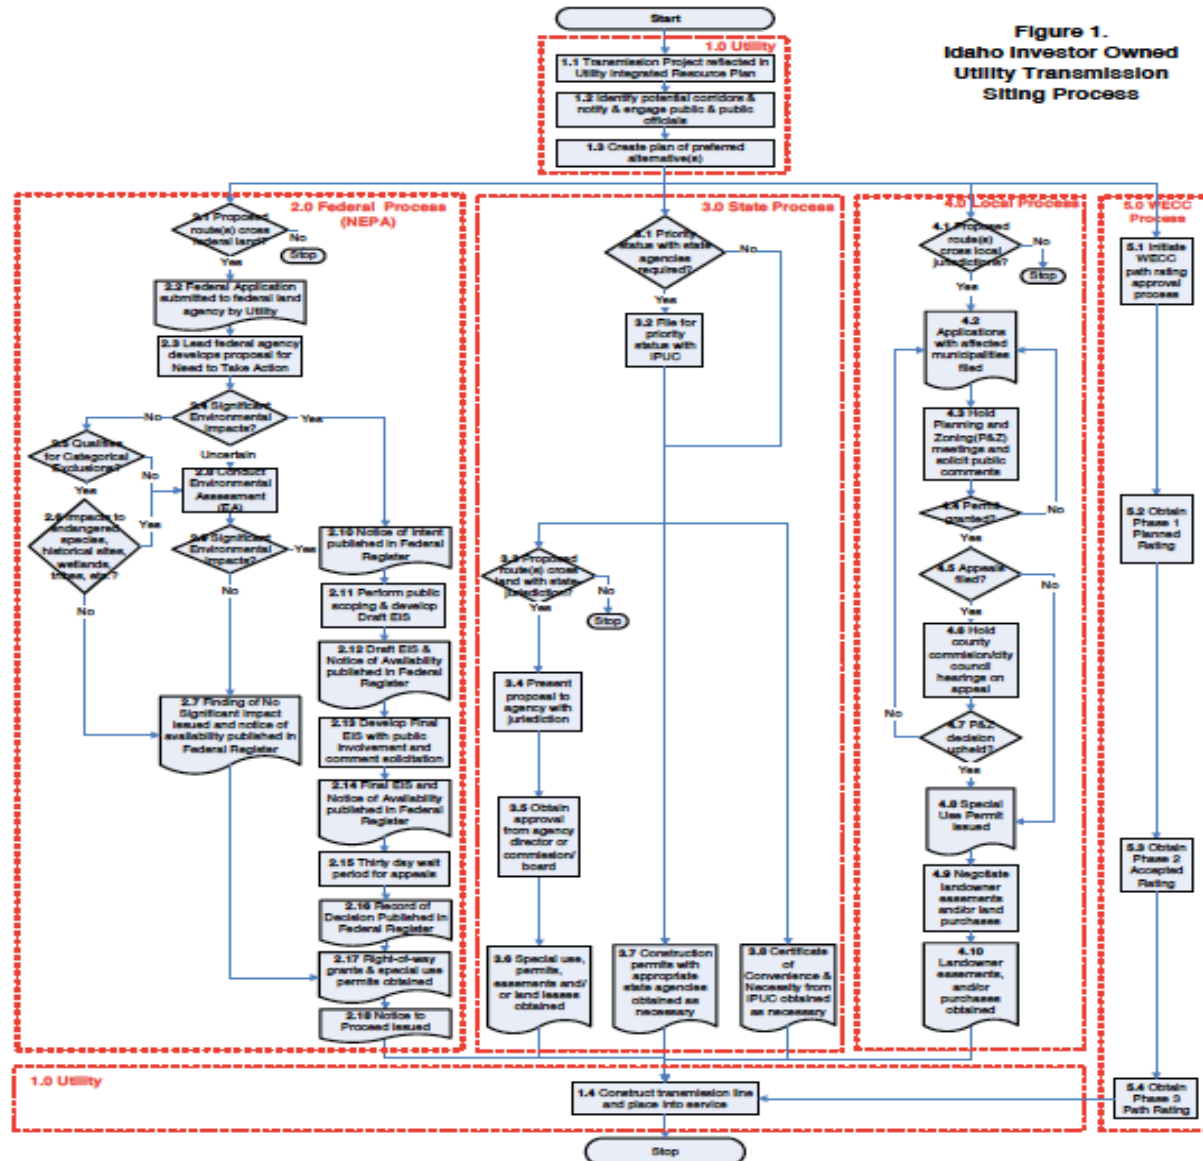 Start
Figure 1.
Idaho Investor Owned
Utility Transmission
Siting Process
1.0 Utility
1.1 Transmission Project reflected in
Utility Integrated Resource Plan
1.2 Identify potential corridors &
notify & engage public & public
officials
1.3 Create plan of preferred
alternative(s)
2.0 Federal Process
(NEPA)
2.1 Proposed
route(s) cross
federal land?
No
Stop
Yes
2.2 Federal Application
submitted to federal land
agency by Utility
2.3 Lead federal agency
develops proposal for
Need to Take Action
2.4 Significant
Environmental
Impacts?
No
Yes
Uncertain
2.5 Qualifies
for Categorical
Exclusions?
No
Yes
2.6 Impacts to
endangered
species,
historical sites,
wetlands,
tribes, etc.?
Yes
No
2.8 Conduct
Environmental
Assessment
(EA)
2.9 Significant
Environmental
Impacts?
Yes
No
2.7 Finding of No
Significant Impact
issued and notice of
availability published in
Federal Register
2.10 Notice of Intent
published in Federal
Register
2.11 Perform public
scoping & develop
Draft EIS
2.12 Draft EIS &
Notice of Availability
published in Federal
Register
2.13 Develop Final
EIS with public
involvement and
comment solicitation
2.14 Final EIS and
Notice of Availability
published in Federal
Register
2.15 Thirty day wait
period for appeals
2.16 Record of
Decision Published in
Federal Register
2.17 Right-of-way
grants & special use
permits obtained
2.18 Notice to
Proceed Issued
3.0 State Process
3.1 Priority
status with state
agencies
required?
No
Yes
3.2 File for
priority
status with
IPUC
3.3 Proposed
route(s) cross
land with state
jurisdiction?
No
Stop
Yes
3.4 Present
proposal to
agency with
jurisdiction
3.5 Obtain
approval
from agency
director or
commission/
board
3.6 Special use,
permits,
easements and/
or land leases
obtained
3.7 Construction
permits with
appropriate
state agencies
obtained as
necessary
3.8 Certificate
of
Convenience &
Necessity from
IPUC obtained
as necessary
4.0 Local Process
4.1 Proposed
route(s)
cross local
jurisdictions?
No
Stop
Yes
4.2
Applications
with affected
municipalities
filed
4.3 Hold
Planning and
Zoning(P&Z)
meetings and
solicit public
comments
4.4 Permit
granted?
No
Yes
4.5 Appeals
filed?
No
Yes
4.6 Hold
county
commision/city
council
hearings on
appeal
No
4.7 P&Z
decision
upheld?
Yes
4.8 Special
Use Permit
Issued
4.9 Negotiate
landowner
easements
and/or land
purchases
4.10
Landowner
easements,
and/or
purchases
obtained
5.0 WECC
Process
5.1 Initiate
WECC
path rating
approval
process
5.2 Obtain
Phase 1
Planned
Rating
5.3 Obtain
Phase 2
Accepted
Rating
5.4 Obtain
Phase 3
Path Rating
1.0 Utility
1.4 Construct transmission line
and place into service
Stop